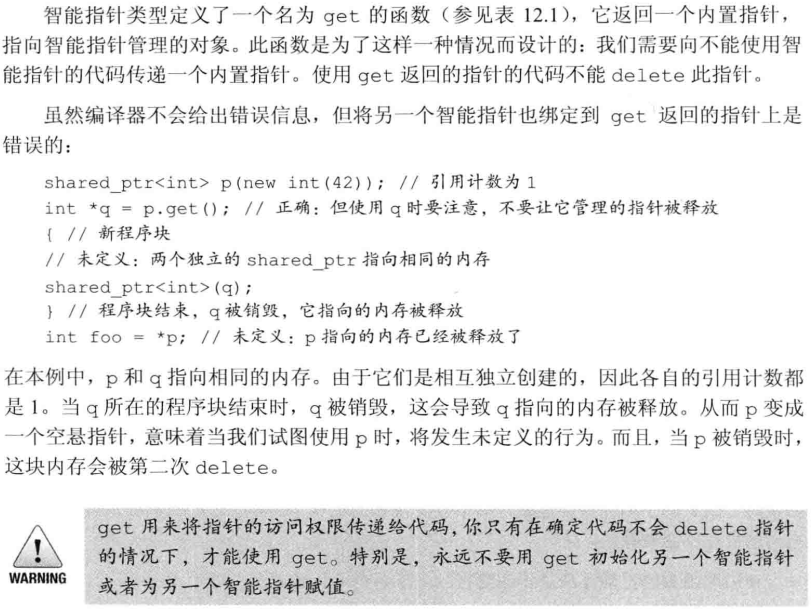 智能指针类型定义了一个名为 get 的函数（参见表 12.1），它返回一个内置指针，
指向智能指针管理的对象。此函数是为了这样一种情况而设计的：我们需要向不能使用智
能指针的代码传递一个内置指针。使用 get 返回的指针的代码不能 delete 此指针。
虽然编译器不会给出错误信息，但将另一个智能指针也绑定到 get 返回的指针上是
错误的：
shared_ptr<int> p(new int(42)); // 引用计数为 1
int *q = p.get(); // 正确：但使用 q 时要注意，不要让它管理的指针被释放
{ // 新程序块
// 未定义：两个独立的 shared_ptr 指向相同的内存
shared_ptr<int>(q);
} // 程序块结束，q 被销毁，它指向的内存被释放
int foo = *p; // 未定义：p 指向的内存已经被释放了
在本例中，p 和 q 指向相同的内存。由于它们是相互独立创建的，因此各自的引用计数都
是 1。当 q 所在的程序块结束时，q 被销毁，这会导致 q 指向的内存被释放。从而 p 变成
一个空悬指针，意味着当我们试图使用 p 时，将发生未定义的行为。而且，当 p 被销毁时，
这块内存会被第二次 delete。
get 用来将指针的访问权限传递给代码，你只有在确定代码不会 delete 指针
的情况下，才能使用 get。特别是，永远不要用 get 初始化另一个智能指针
或者为另一个智能指针赋值。
WARNING